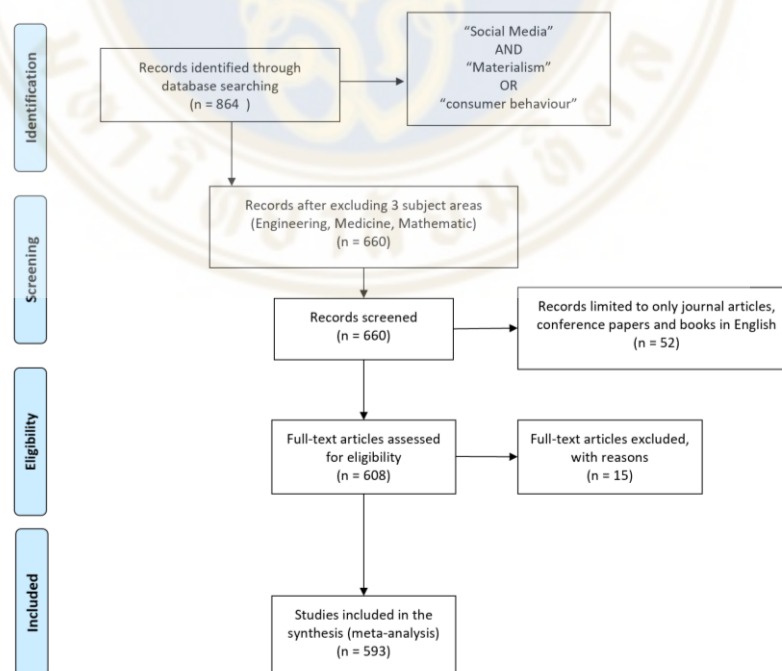 Identification
Records identified through
database searching
(n = 864 )
“Social Media”
AND
“Materialism”
OR
“consumer behaviour”
Screening
Records after excluding 3 subject areas
(Engineering, Medicine, Mathematic)
(n = 660)
Records screened
(n = 660)
Records limited to only journal articles,
conference papers and books in English
(n = 52)
Eligibility
Full-text articles assessed
for eligibility
(n = 608)
Full-text articles excluded,
with reasons
(n = 15)
Included
Studies included in the
synthesis (meta-analysis)
(n = 593)